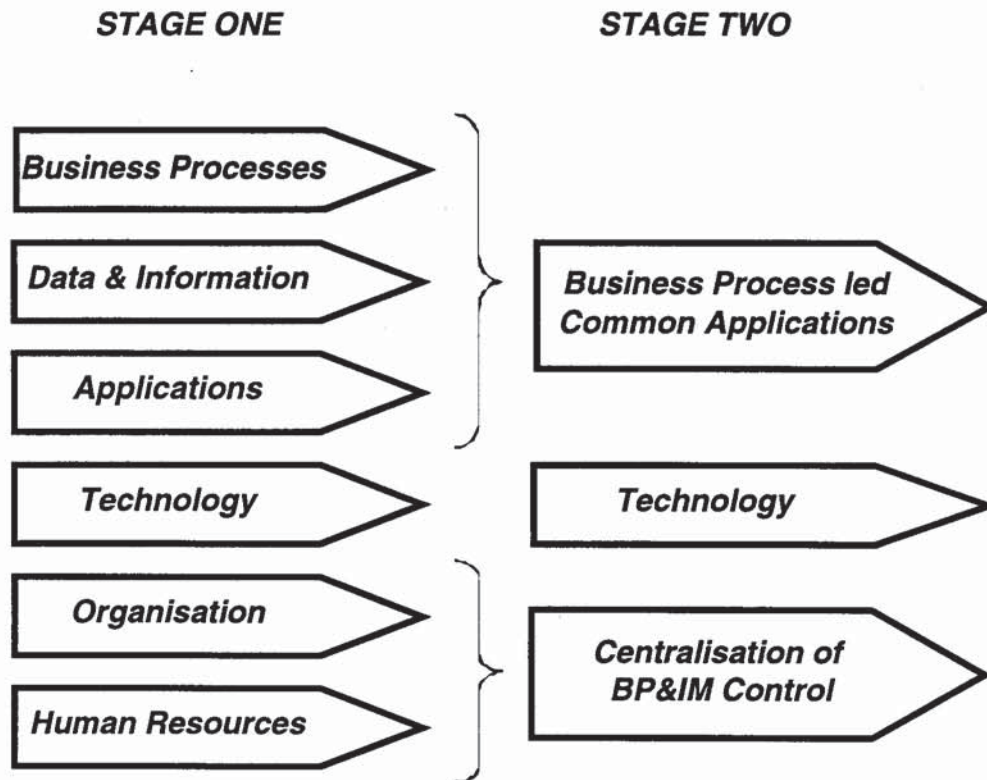 STAGE ONE
STAGE TWO
Business Processes
Data & Information
Applications
Technology
Organisation
Human Resources
Business Process led
Common Applications
Technology
Centralisation of
BP&IM Control